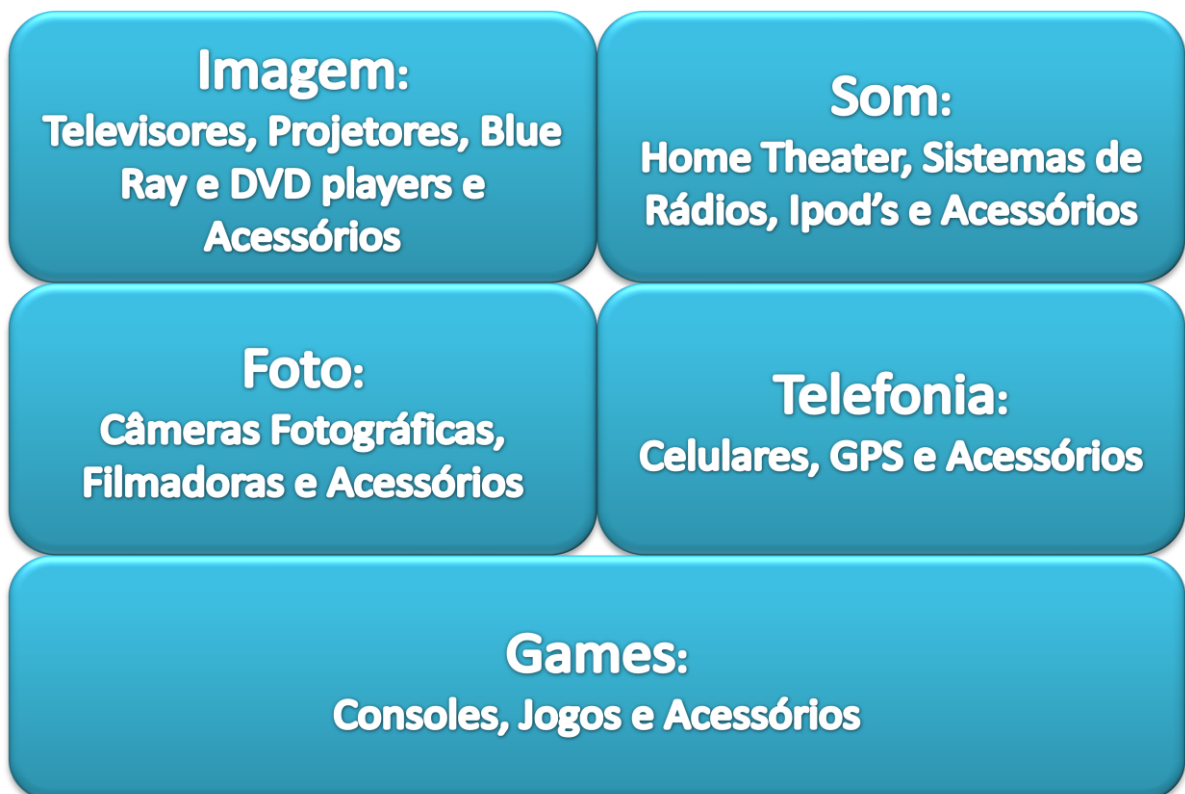 Imagem:
Televisores, Projetores, Blue
Ray e DVD players e
Acessórios
Som:
Home Theater, Sistemas de
Rádios, Ipod's e Acessórios
Foto:
Câmeras Fotográficas,
Filmadoras e Acessórios
Telefonia:
Celulares, GPS e Acessórios
Games:
Consoles, Jogos e Acessórios